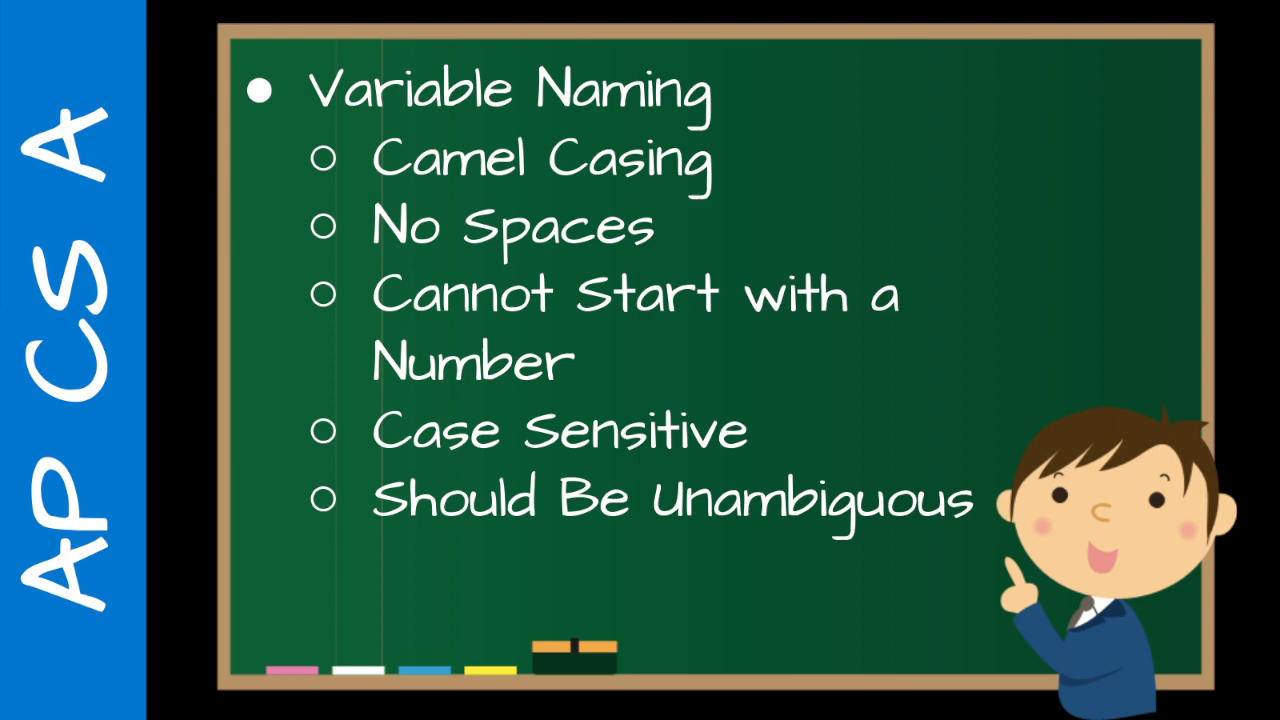 AP CS A
● Variable Naming
○ Camel Casing
○ No Spaces
○ Cannot Start with a
Number
○ Case Sensitive
○ Should Be Unambiguous